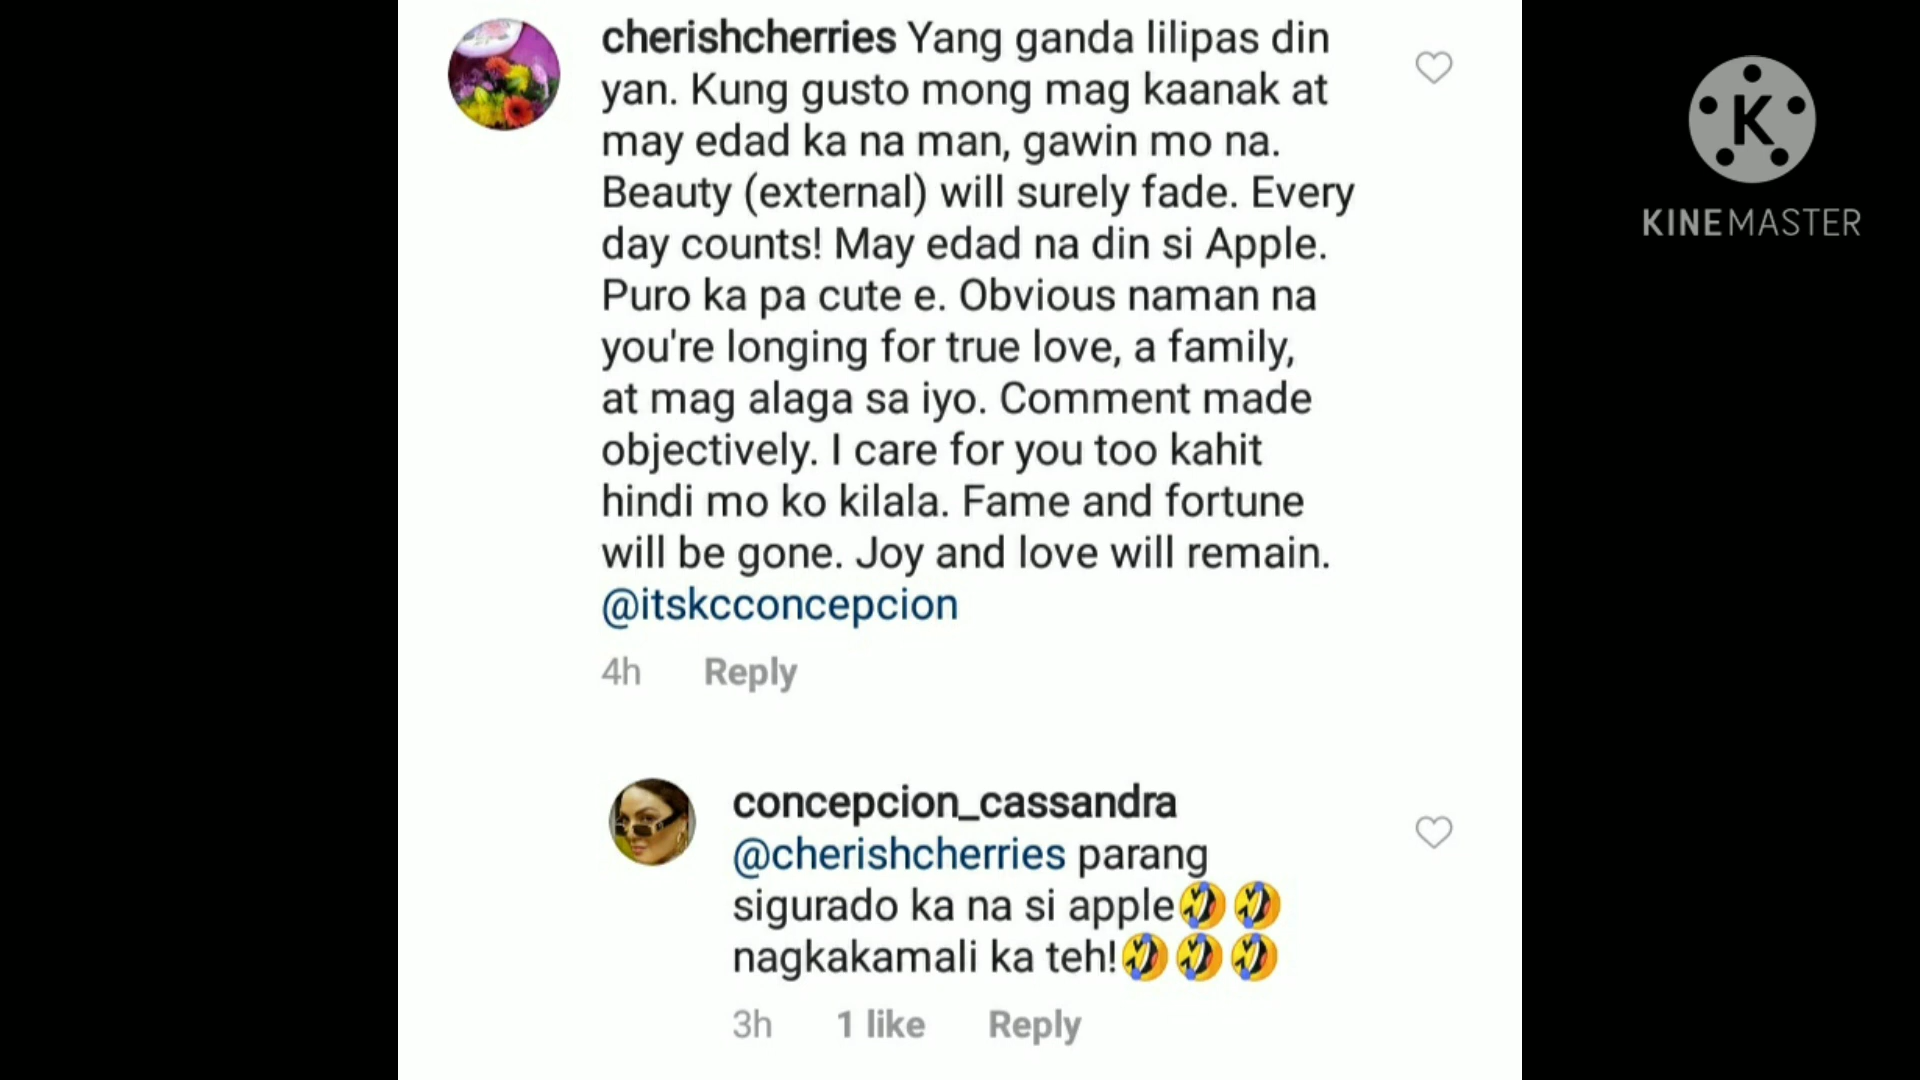 cherishcherries Yang ganda lilipas din
yan. Kung gusto mong mag kaanak at
may edad ka na man, gawin mo na.
Beauty (external) will surely fade. Every
day counts! May edad na din si Apple.
Puro ka pa cute e. Obvious naman na
you're longing for true love, a family,
at mag alaga sa iyo. Comment made
objectively. I care for you too kahit
hindi mo ko kilala. Fame and fortune
will be gone. Joy and love will remain.
@itskcconcepcion
4h Reply
concepcion_cassandra
@cherishcherries parang
sigurado ka na si apple🤣🤣
nagkakamali ka teh!🤣🤣🤣
3h 1 like Reply
K
KINEMASTER